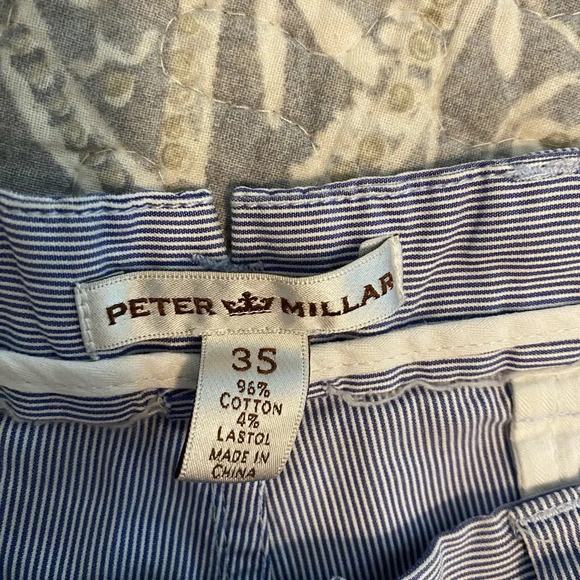 PETER MILLAR
35
96%
COTTON
4%
LASTOL
MADE IN
CHINA